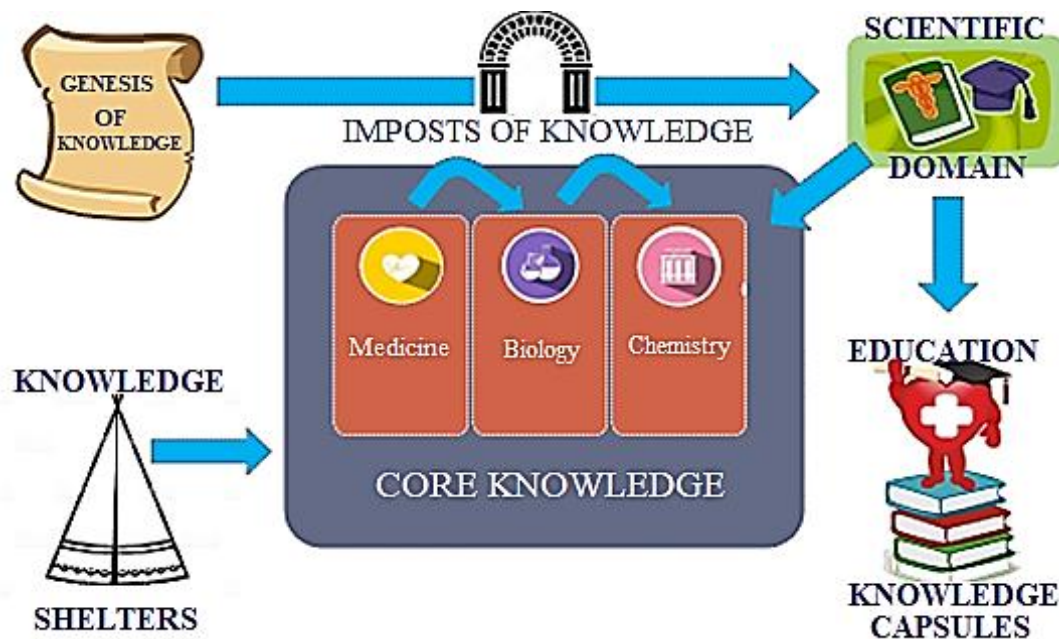 GENESIS
OF
KNOWLEDGE
IMPOSTS OF KNOWLEDGE
SCIENTIFIC
DOMAIN
Medicine
Biology
Chemistry
CORE KNOWLEDGE
KNOWLEDGE
SHELTERS
EDUCATION
KNOWLEDGE
CAPSULES